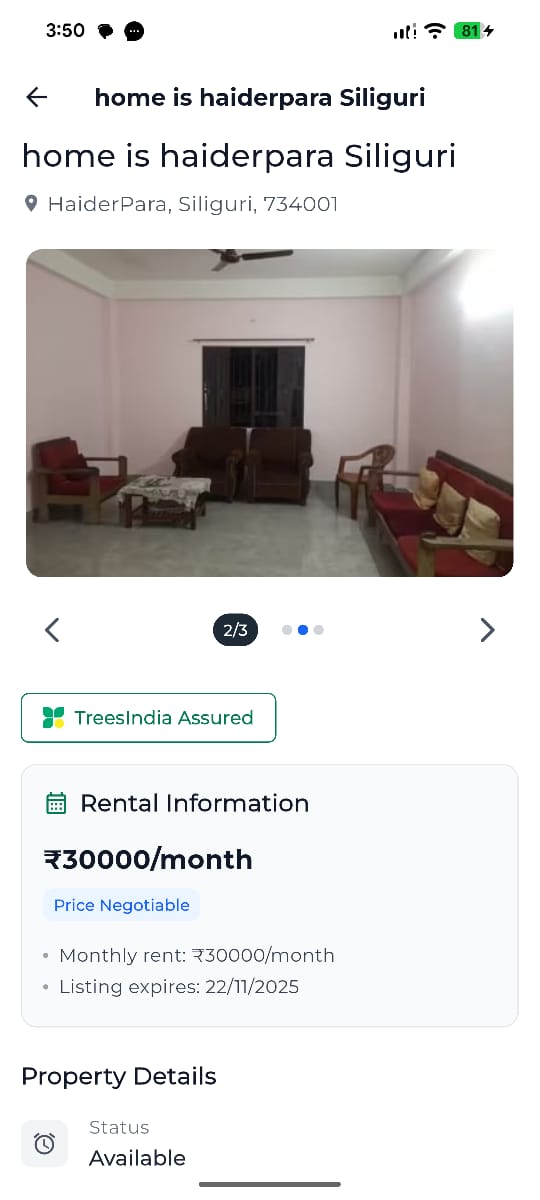 3:50
81
home is haiderpara Siliguri
home is haiderpara Siliguri
HaiderPara, Siliguri, 734001
2/3
TreesIndia Assured
Rental Information
₹30000/month
Price Negotiable
• Monthly rent: ₹30000/month
• Listing expires: 22/11/2025
Property Details
Status
Available